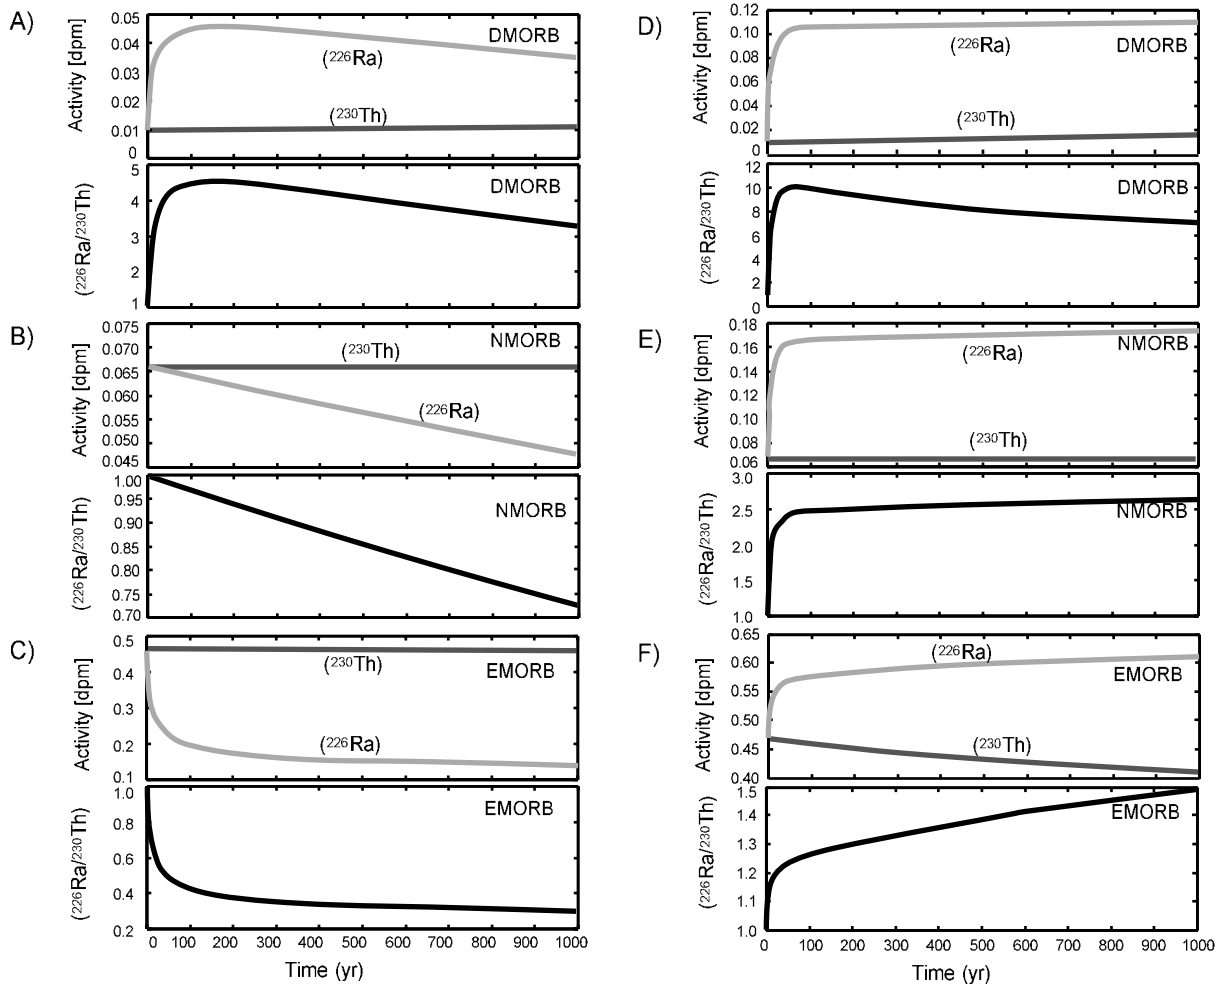 A)
Activity [dpm]
0.05
0.04
0.03
0.02
0.01
0
DMORB
(226Ra)
(230Th)
(226Ra/230Th)
5
4
3
2
1
DMORB
B)
Activity [dpm]
0.075
0.070
0.065
0.060
0.055
0.050
0.045
NMORB
(230Th)
(226Ra)
(226Ra/230Th)
1.00
0.95
0.90
0.85
0.80
0.75
0.70
NMORB
C)
Activity [dpm]
0.5
0.4
0.3
0.2
0.1
(230Th)
EMORB
(226Ra)
(226Ra/230Th)
1.0
0.8
0.6
0.4
0.2
EMORB
0 100 200 300 400 500 600 700 800 900 1000
Time (yr)
D)
Activity [dpm]
0.12
0.10
0.08
0.06
0.04
0.02
0
(226Ra)
DMORB
(230Th)
(226Ra/230Th)
12
10
8
6
4
2
0
DMORB
E)
Activity [dpm]
0.18
0.16
0.14
0.12
0.10
0.08
0.06
NMORB
(226Ra)
(230Th)
(226Ra/230Th)
3.0
2.5
2.0
1.5
1.0
NMORB
F)
Activity [dpm]
0.65
0.60
0.55
0.50
0.45
0.40
(226Ra)
EMORB
(230Th)
(226Ra/230Th)
1.5
1.4
1.3
1.2
1.1
1.0
EMORB
0 100 200 300 400 500 600 700 800 900 1000
Time (yr)